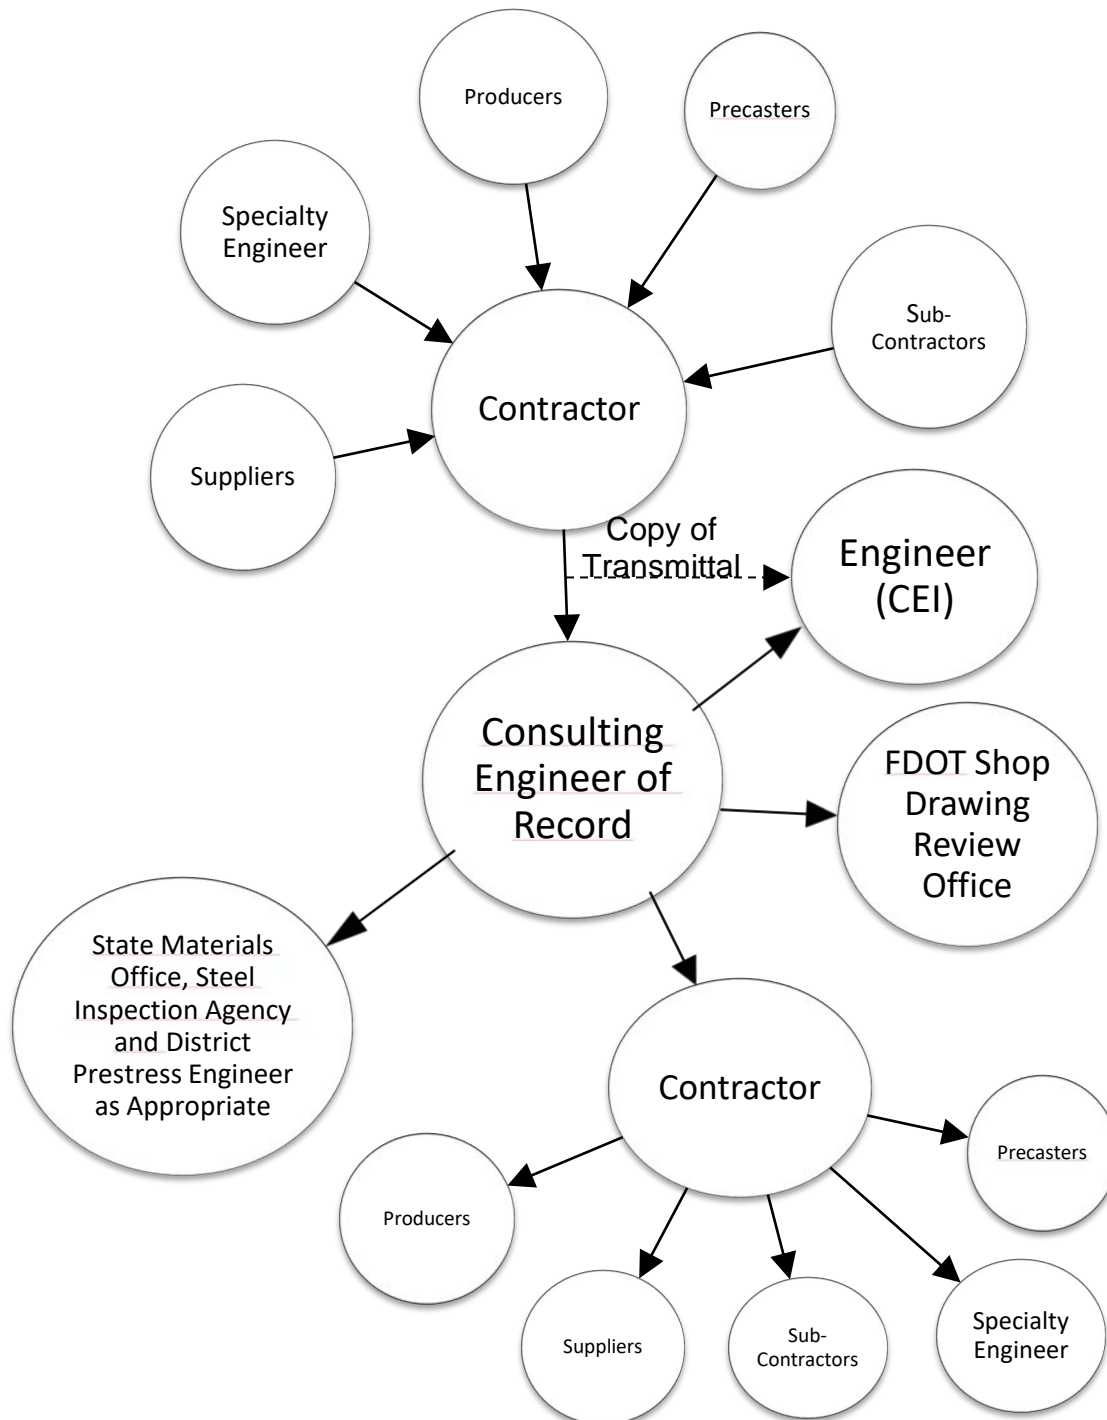 Producers
Precasters
Specialty
Engineer
Sub-
Contractors
Contractor
Suppliers
Copy of
Transmittal
Engineer
(CEI)
Consulting
Engineer of
Record
FDOT Shop
Drawing
Review
Office
State Materials
Office, Steel
Inspection Agency
and District
Prestress Engineer
as Appropriate
Contractor
Precasters
Producers
Suppliers
Sub-
Contractors
Specialty
Engineer